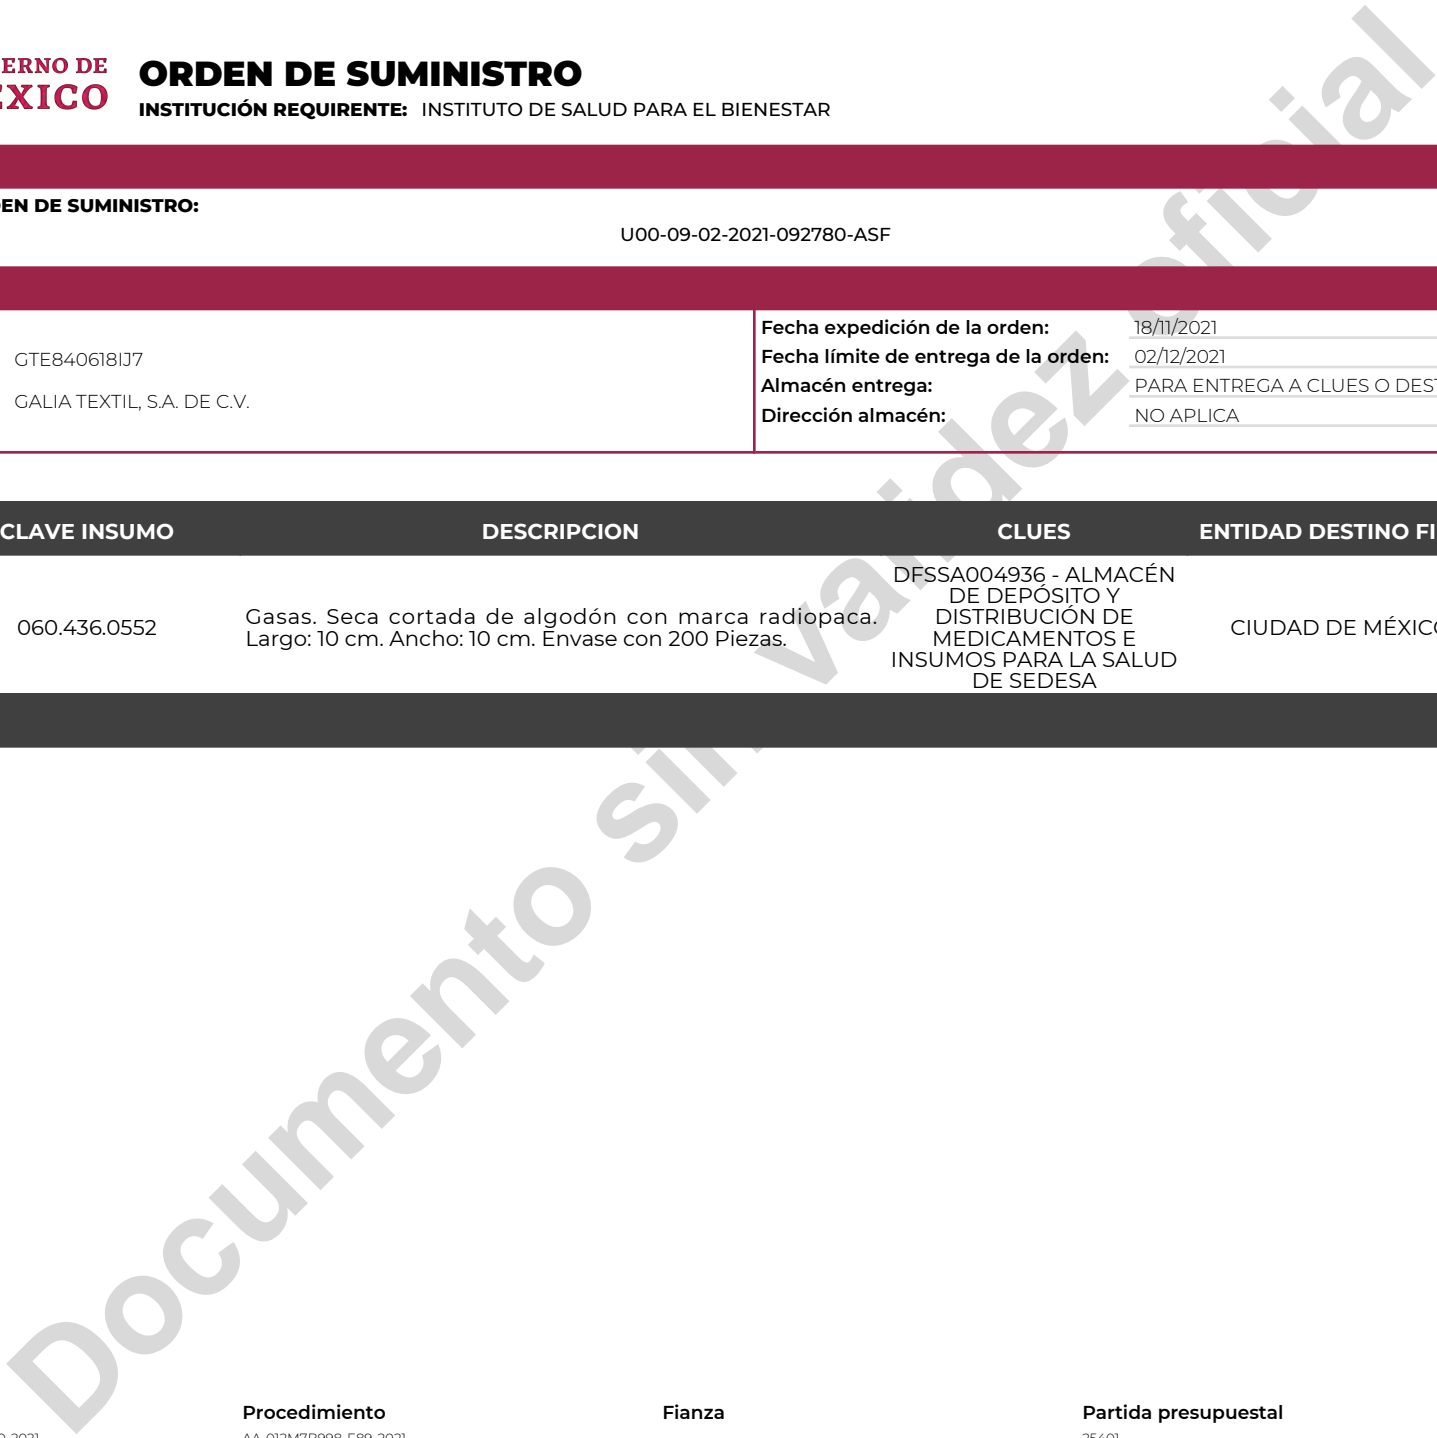 ERNO DE
ORDEN DE SUMINISTRO
INSTITUCIÓN REQUIRENTE: INSTITUTO DE SALUD PARA EL BIENESTAR
EN DE SUMINISTRO:
U00-09-02-2021-092780-ASF
GTE840618IJ7
GALIA TEXTIL, S.A. DE C.V.
Fecha expedición de la orden: 18/11/2021
Fecha límite de entrega de la orden: 02/12/2021
Almacén entrega: PARA ENTREGA A CLUES O DEST
Dirección almacén: NO APLICA
CLAVE INSUMO DESCRIPCION CLUES ENTIDAD DESTINO FI
060.436.0552
Gasas. Seca cortada de algodón con marca radiopaca.
Largo: 10 cm. Ancho: 10 cm. Envase con 200 Piezas.
DFSSA004936 - ALMACÉN
DE DEPÓSITO Y
DISTRIBUCIÓN DE
MEDICAMENTOS E
INSUMOS PARA LA SALUD
DE SEDESA
CIUDAD DE MÉXICO
Documento sin validez oficial
Procedimiento Fianza Partida presupuestal